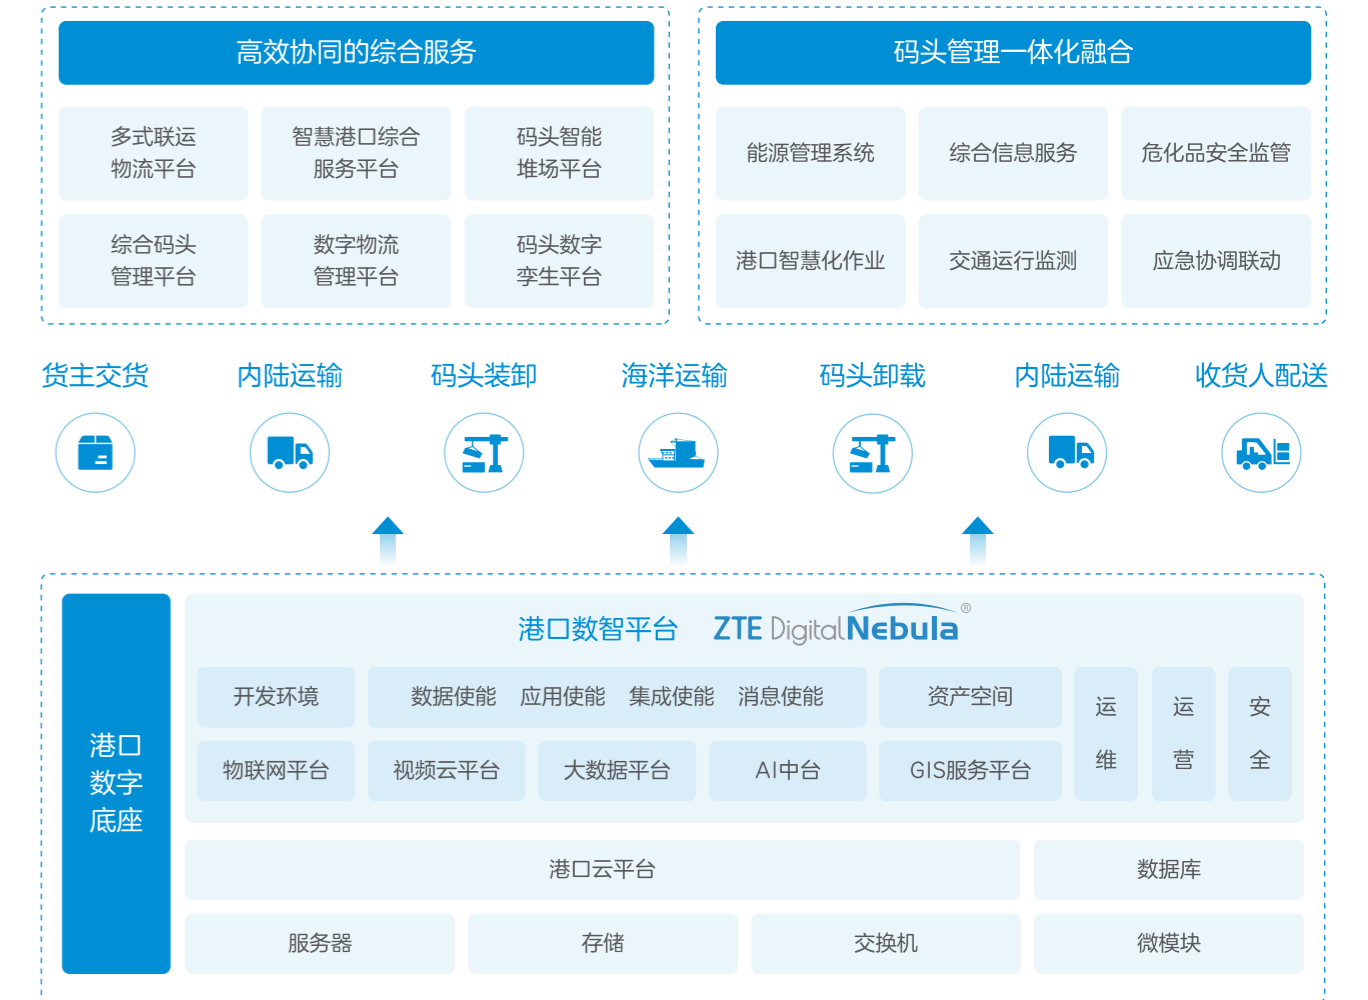 高效协同的综合服务
多式联运
物流平台
智慧港口综合
服务平台
码头智能
堆场平台
综合码头
管理平台
数字物流
管理平台
码头数字
孪生平台
码头管理一体化融合
能源管理系统
综合信息服务
危化品安全监管
港口智慧化作业
交通运行监测
应急协调联动
货主交货
内陆运输
码头装卸
海洋运输
码头卸载
内陆运输
收货人配送
港口
数字
底座
港口数智平台 ZTE DigitalNebula®
开发环境
数据使能 应用使能 集成使能 消息使能
资产空间
物联网平台
视频云平台
大数据平台
AI中台
GIS服务平台
运
维
运
营
安
全
港口云平台
数据库
服务器
存储
交换机
微模块